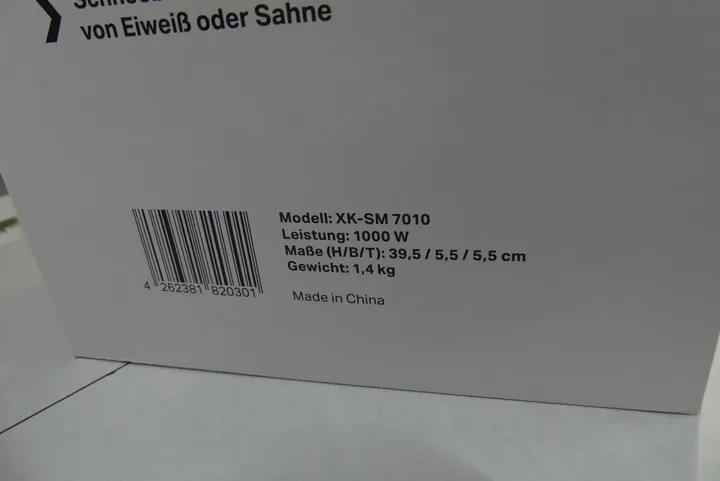 von Eiweiß oder Sahne
Modell: XK-SM 7010
Leistung: 1000 W
Maße (H/B/T): 39,5 / 5,5 / 5,5 cm
Gewicht: 1,4 kg
Made in China
4 262381 820301